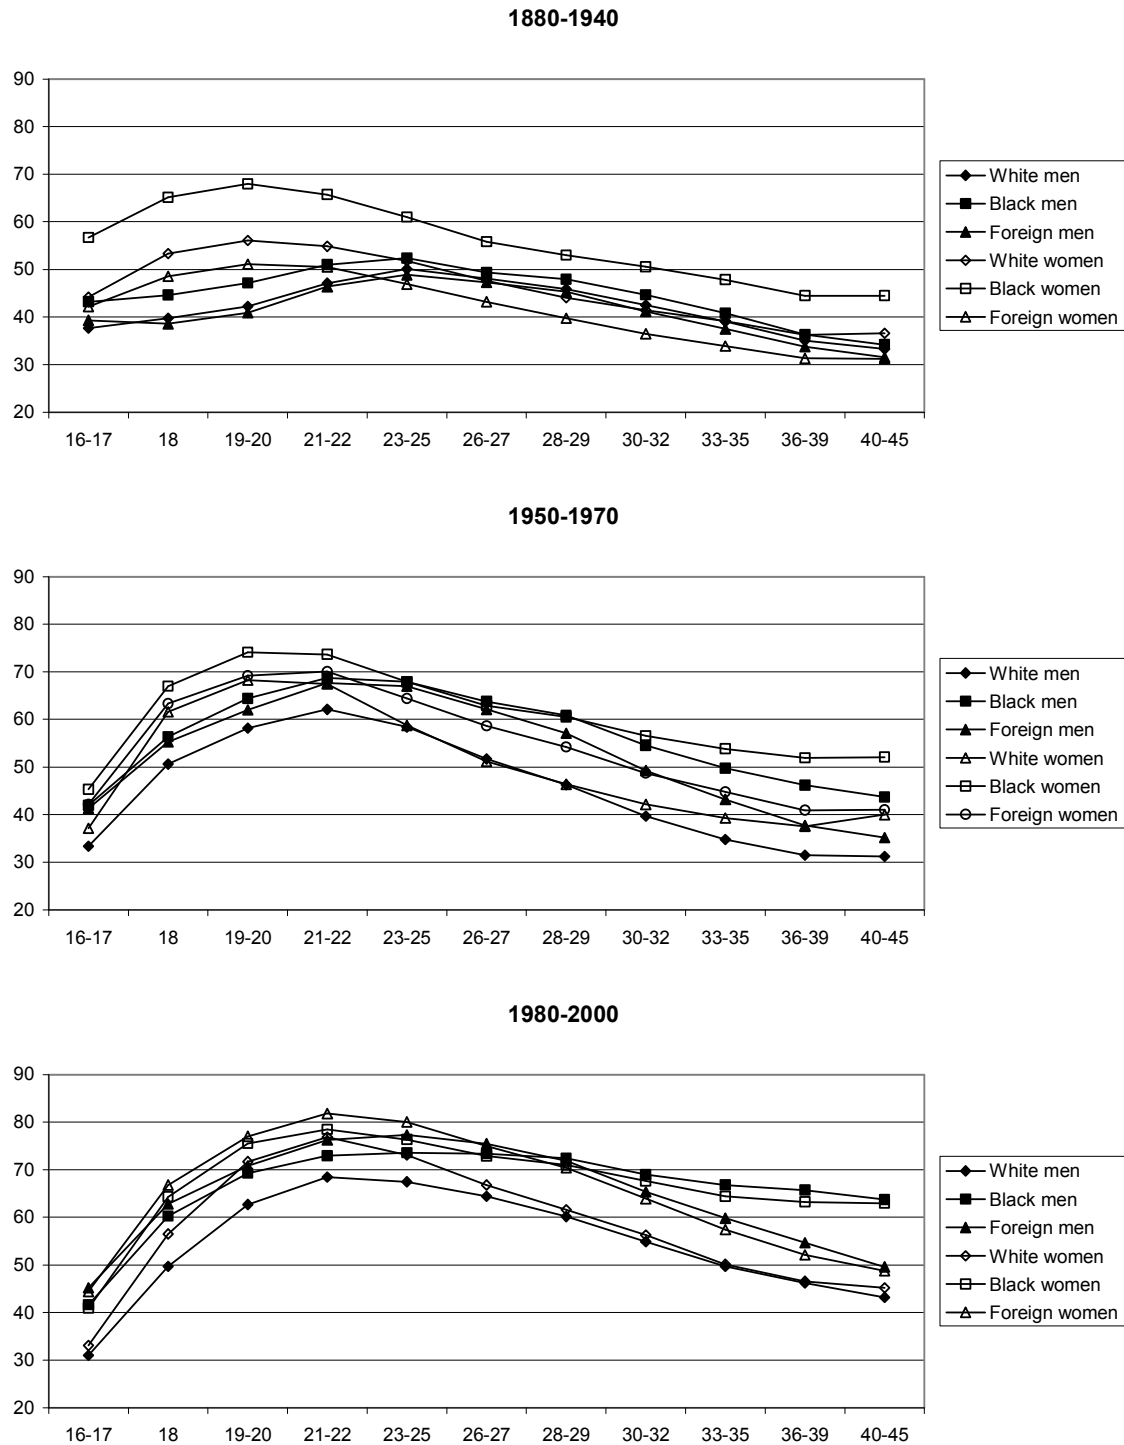 1880-1940
90
80
70
60
50
40
30
20
16-17 18 19-20 21-22 23-25 26-27 28-29 30-32 33-35 36-39 40-45
White men
Black men
Foreign men
White women
Black women
Foreign women
1950-1970
90
80
70
60
50
40
30
20
16-17 18 19-20 21-22 23-25 26-27 28-29 30-32 33-35 36-39 40-45
White men
Black men
Foreign men
White women
Black women
Foreign women
1980-2000
90
80
70
60
50
40
30
20
16-17 18 19-20 21-22 23-25 26-27 28-29 30-32 33-35 36-39 40-45
White men
Black men
Foreign men
White women
Black women
Foreign women